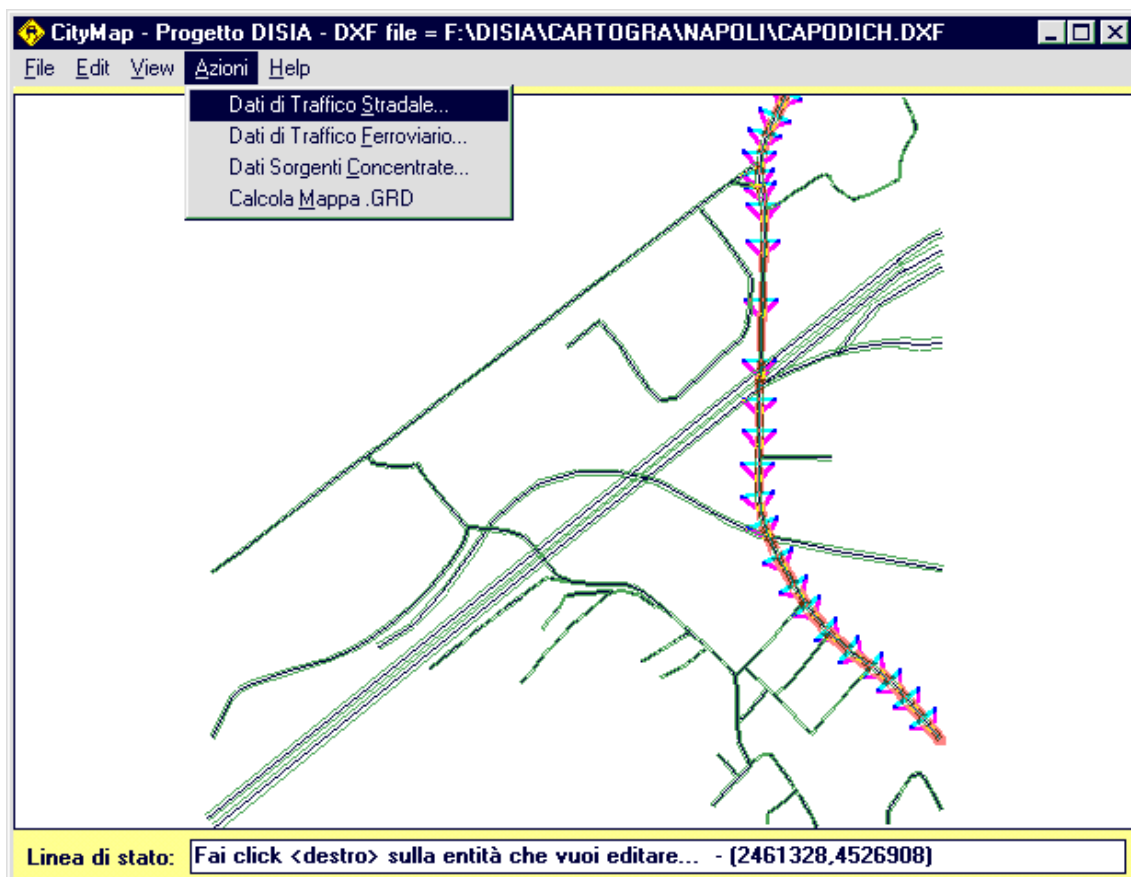 CityMap - Progetto DISIA - DXF file = F:\DISIA\CARTOGRA\NAPOLI\CAPODICH.DXF
File Edit View Azioni Help
Dati di Traffico Stradale...
Dati di Traffico Ferroviario...
Dati Sorgenti Concentrate...
Calcola Mappa .GRD
Linea di stato: Fai click <destro> sulla entità che vuoi editare... - (2461328,4526908)